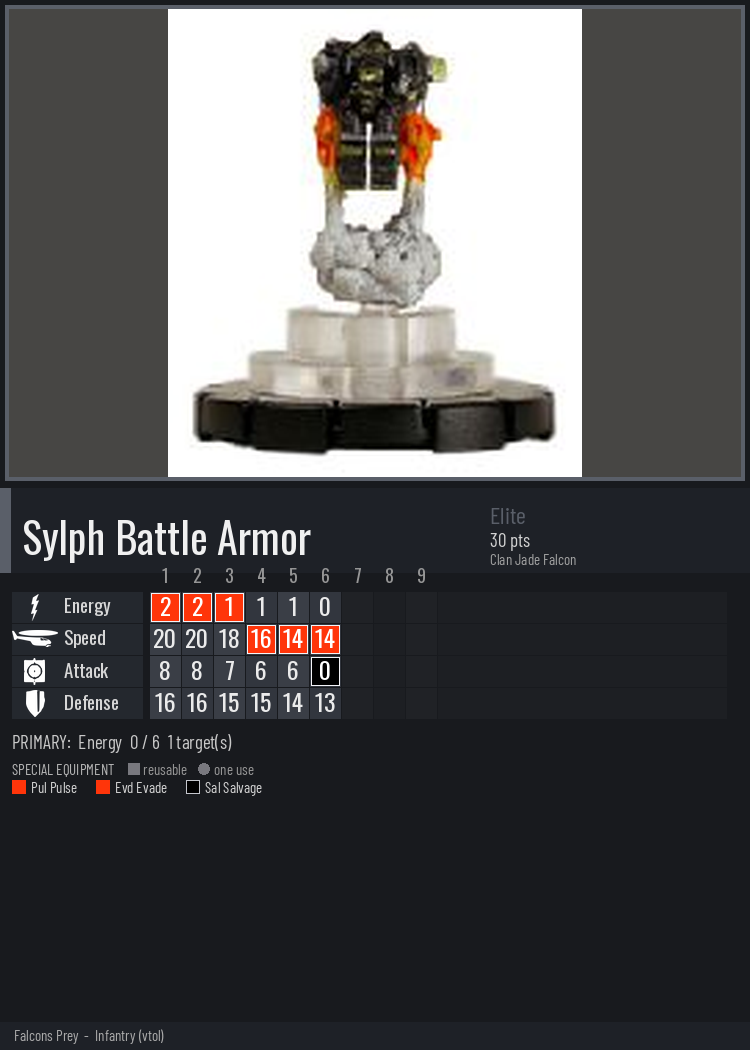 Sylph Battle Armor
Elite
30 pts
Clan Jade Falcon
1 2 3 4 5 6 7 8 9
Energy 2 2 1 1 1 0
Speed 20 20 18 16 14 14
Attack 8 8 7 6 6 0
Defense 16 16 15 15 14 13
PRIMARY: Energy 0 / 6 1 target(s)
SPECIAL EQUIPMENT reusable one use
Pul Pulse Evd Evade Sal Salvage
Falcons Prey - Infantry (vtol)